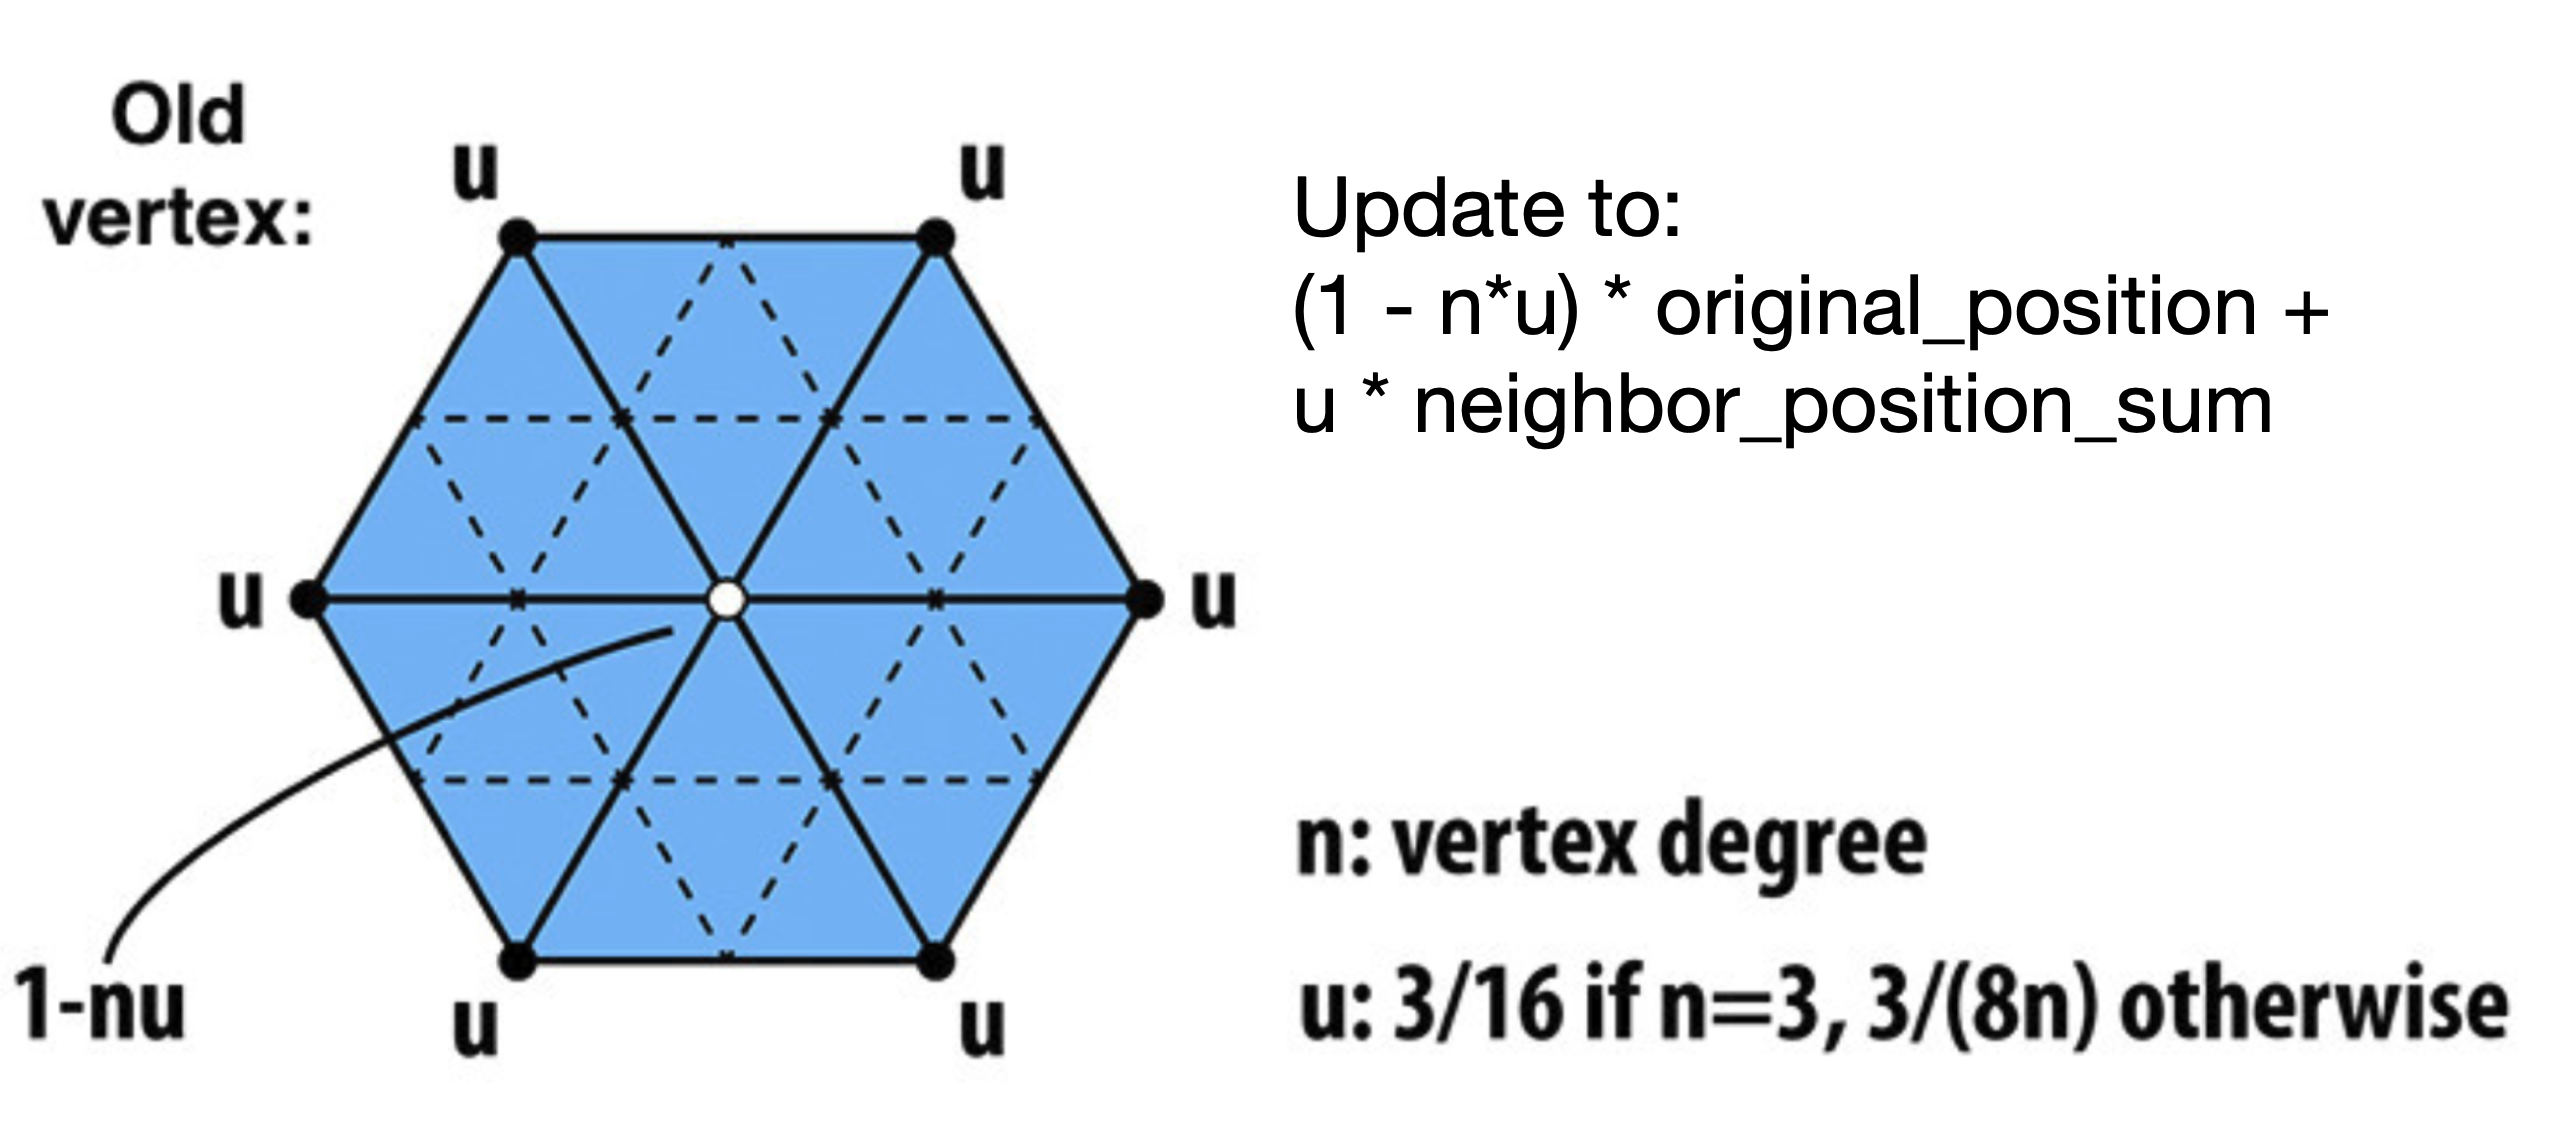 Old
vertex:
u
u
u
u
1-nu
u
u
Update to:
(1 - n*u) * original_position +
u * neighbor_position_sum
n: vertex degree
u: 3/16 if n=3, 3/(8n) otherwise